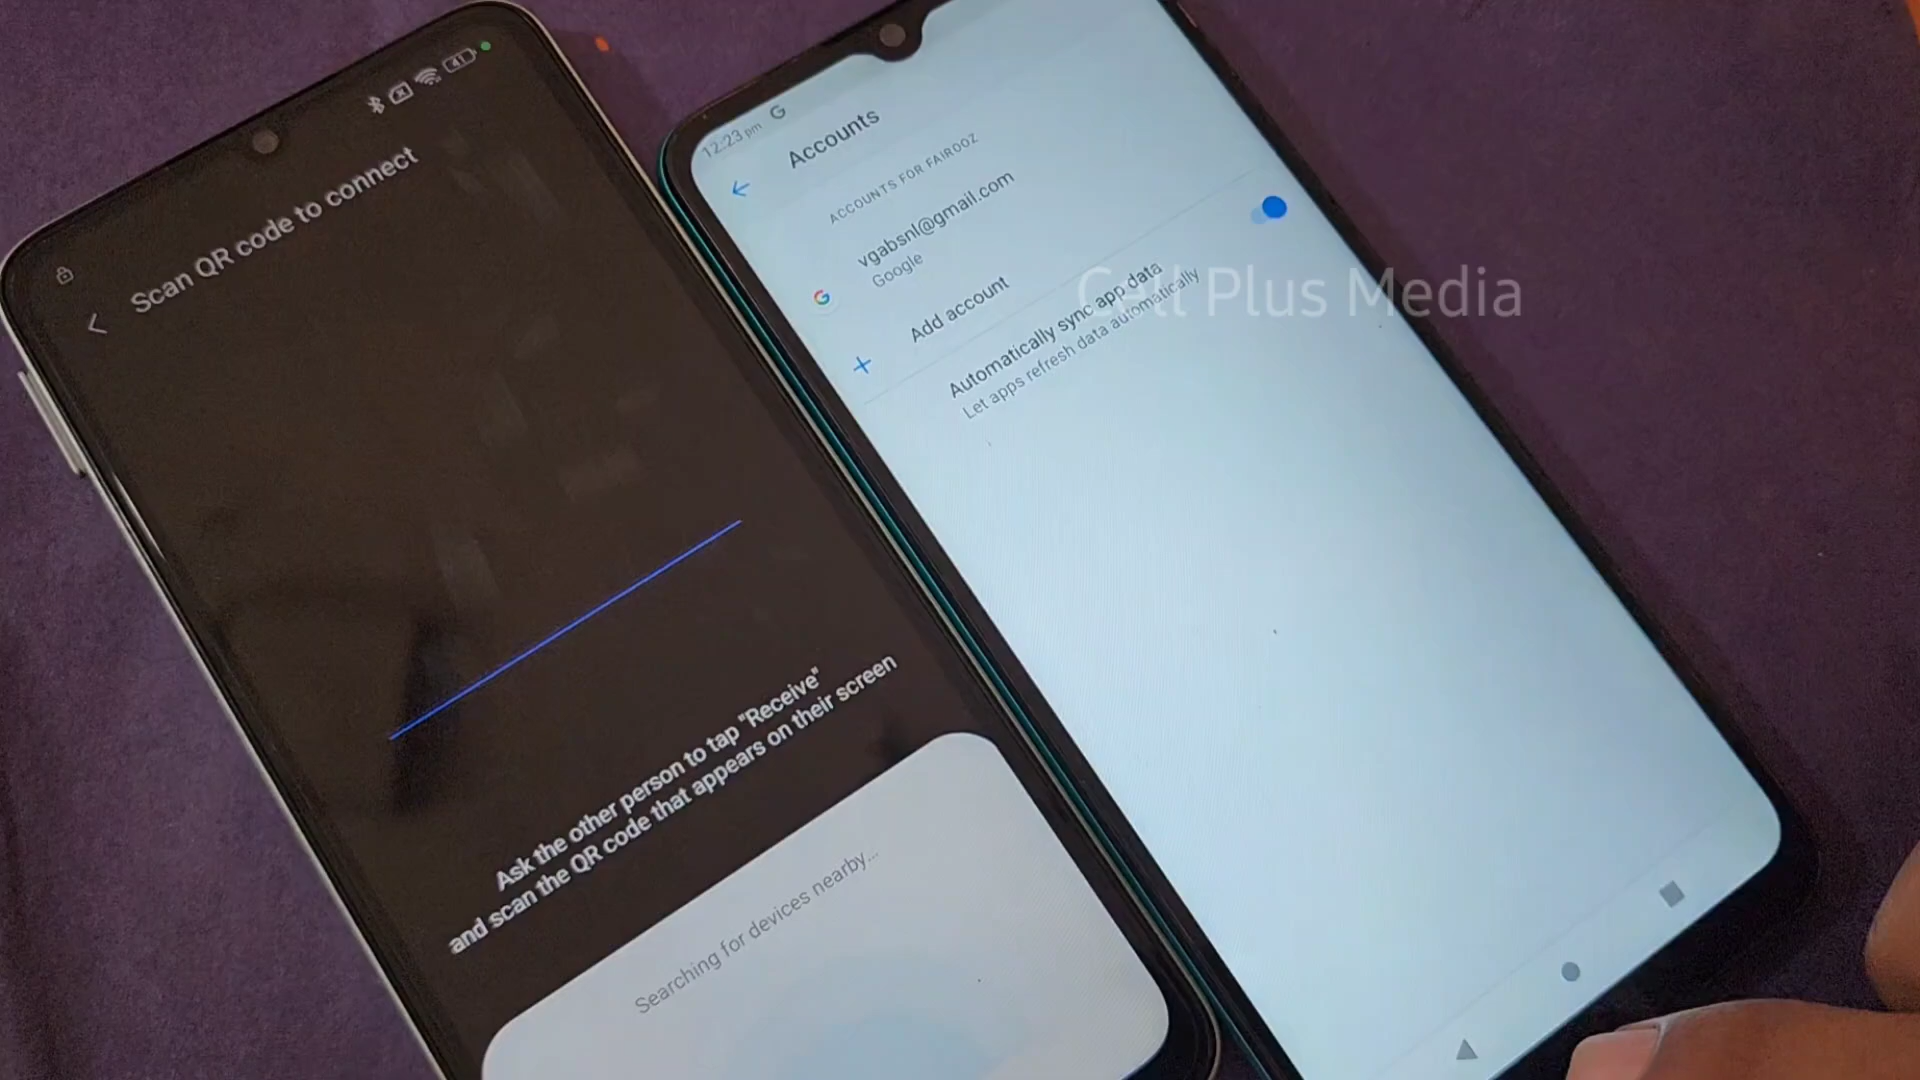 41
Scan QR code to connect
Ask the other person to tap "Receive"
and scan the QR code that appears on their screen
Searching for devices nearby...
12:23 pm G
Accounts
ACCOUNTS FOR FAIROOZ
vgabsnl@gmail.com
Google
Add account
Automatically sync app data
Let apps refresh data automatically
Cell Plus Media